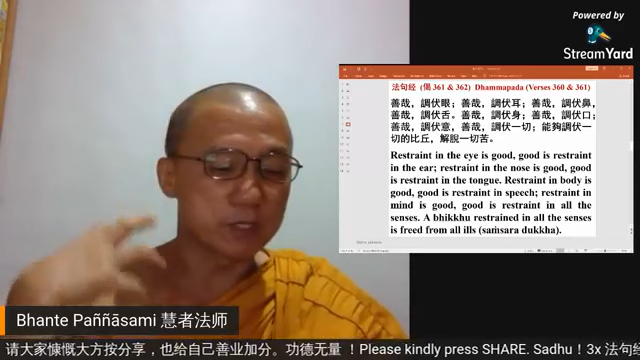 Powered by
StreamYard
法句经 (偈 361 & 362) Dhammapada (Verses 360 & 361)
善哉，調伏眼；善哉，調伏耳；善哉，調伏鼻，
善哉，調伏舌。善哉，調伏身；善哉，調伏口；
善哉，調伏意，善哉，調伏一切；能夠調伏一
切的比丘，解脫一切苦。
Restraint in the eye is good, good is restraint
in the ear; restraint in the nose is good, good
is restraint in the tongue. Restraint in body is
good, good is restraint in speech; restraint in
mind is good, good is restraint in all the
senses. A bhikkhu restrained in all the senses
is freed from all ills (saṁsara dukkha).
Bhante Paññāsami 慧者法师
请大家慷慨大方按分享，也给自己善业加分。功德无量 ！Please kindly press SHARE. Sadhu！3x 法句经